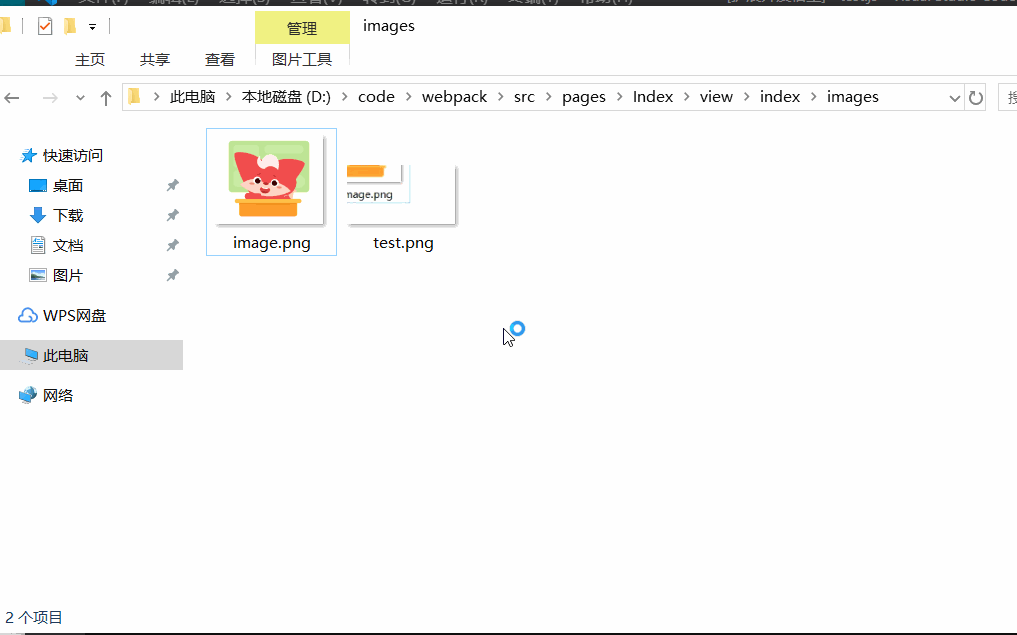 管理
images
主页
共享
查看
图片工具
此电脑
本地磁盘 (D:)
code
webpack
src
pages
Index
view
index
images
快速访问
桌面
下载
文档
图片
WPS网盘
此电脑
网络
mage.png
image.png
test.png
2 个项目